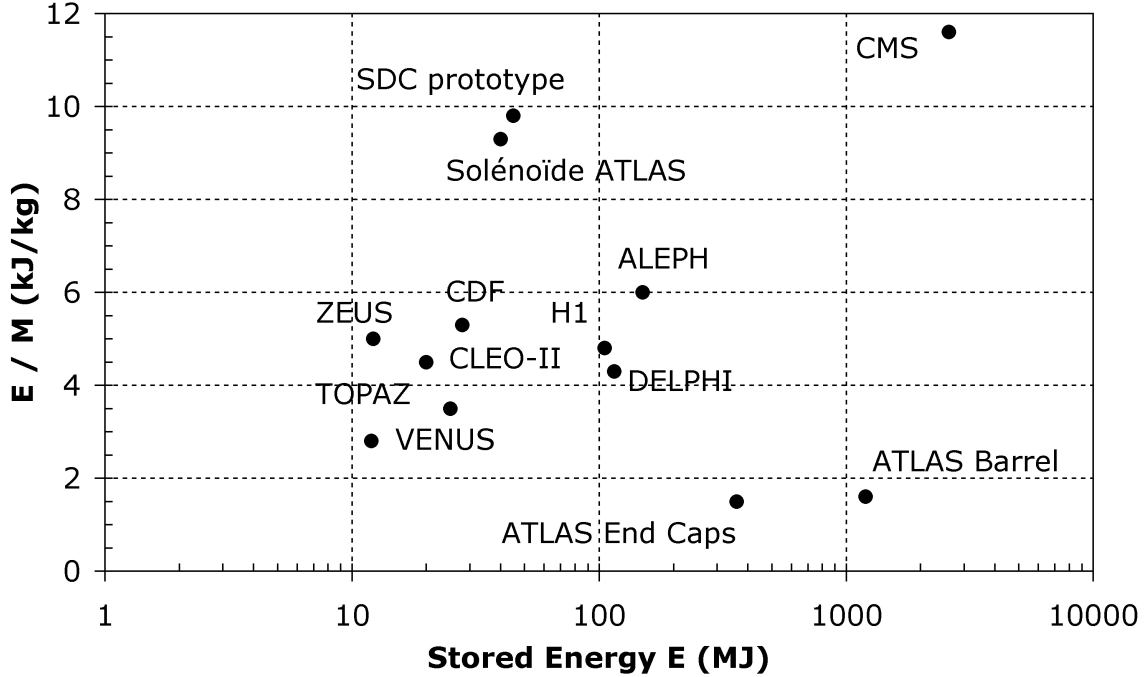 12
CMS
SDC prototype
10
Solénoïde ATLAS
8
E / M (kJ/kg)
ALEPH
6
CDF
ZEUS
H1
CLEO-II
4
DELPHI
TOPAZ
VENUS
2
ATLAS Barrel
ATLAS End Caps
0
1 10 100 1000 10000
Stored Energy E (MJ)